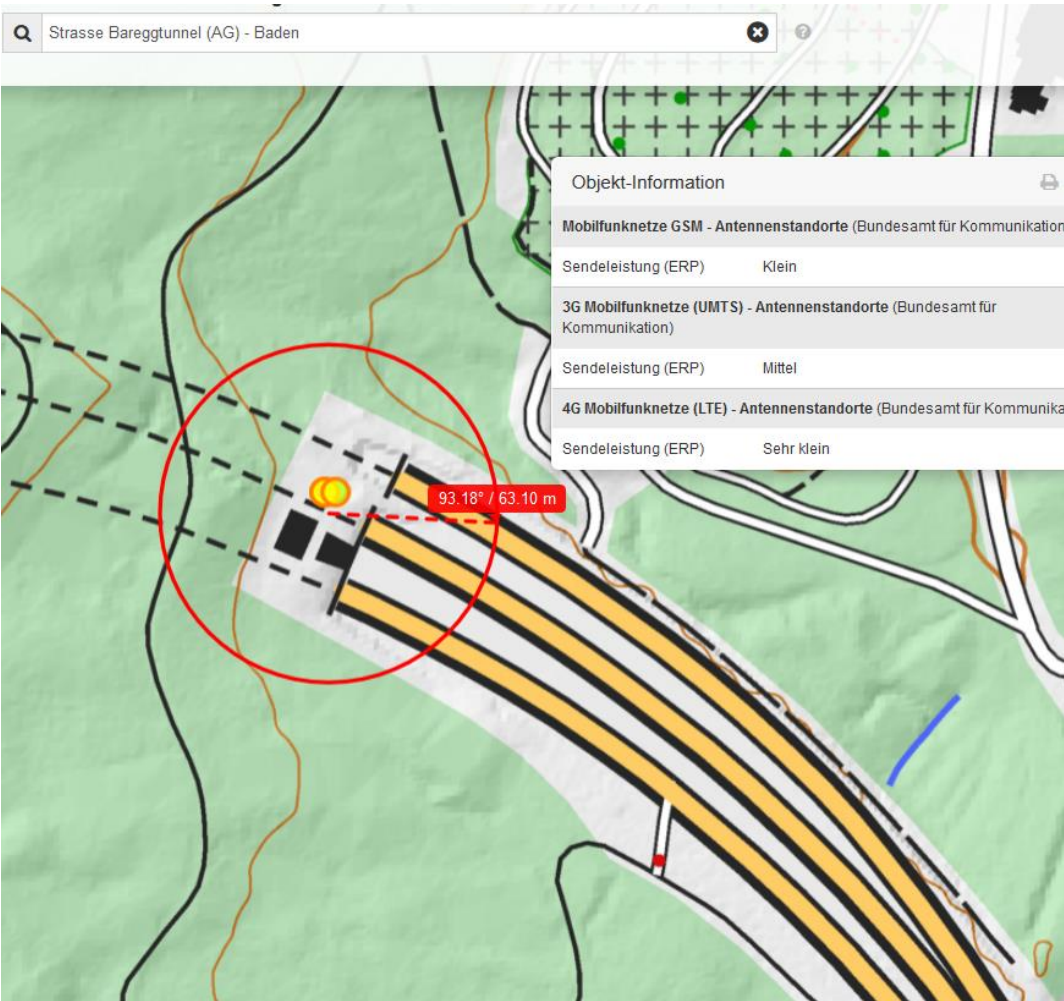 Strasse Bareggtunnel (AG) - Baden
Objekt-Information
Mobilfunknetze GSM - Antennenstandorte (Bundesamt für Kommunikation
Sendeleistung (ERP) Klein
3G Mobilfunknetze (UMTS) - Antennenstandorte (Bundesamt für
Kommunikation)
Sendeleistung (ERP) Mittel
4G Mobilfunknetze (LTE) - Antennenstandorte (Bundesamt für Kommunika
Sendeleistung (ERP) Sehr klein
93.18° / 63.10 m